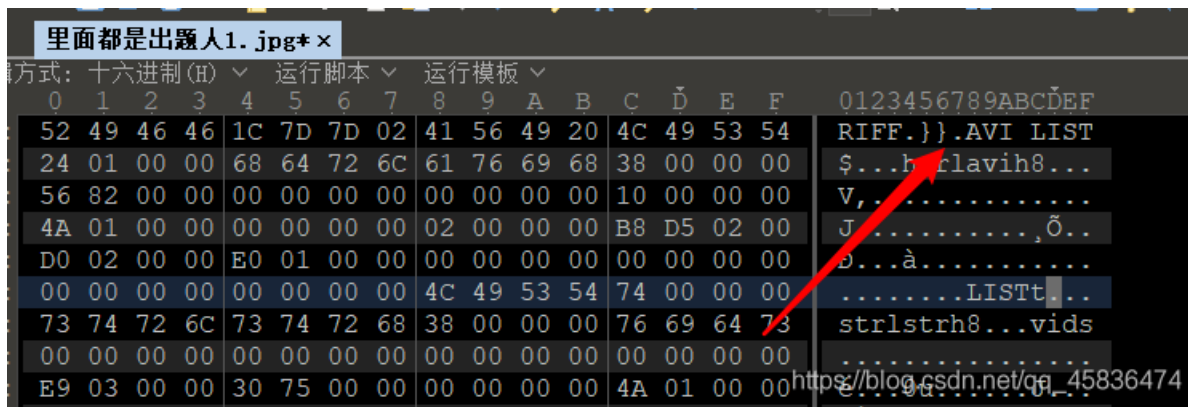 里面都是出题人1.jpg* ×
辑方式: 十六进制(H) 运行脚本 运行模板
0 1 2 3 4 5 6 7 8 9 A B C D E F 0123456789ABCDEF
52 49 46 46 1C 7D 7D 02 41 56 49 20 4C 49 53 54 RIFF.}}.AVI LIST
24 01 00 00 68 64 72 6C 61 76 69 68 38 00 00 00 $...hdrlavih8...
56 82 00 00 00 00 00 00 00 00 00 00 10 00 00 00 V,..............
4A 01 00 00 00 00 00 00 02 00 00 00 B8 D5 02 00 J...........¸Õ..
D0 02 00 00 E0 01 00 00 00 00 00 00 00 00 00 00 Ð...à...........
00 00 00 00 00 00 00 00 4C 49 53 54 74 00 00 00 ........LISTt...
73 74 72 6C 73 74 72 68 38 00 00 00 76 69 64 73 strlstrh8...vids
00 00 00 00 00 00 00 00 00 00 00 00 00 00 00 00 ................
E9 03 00 00 30 75 00 00 00 00 00 00 4A 01 00 00
https://blog.csdn.net/qq_45836474